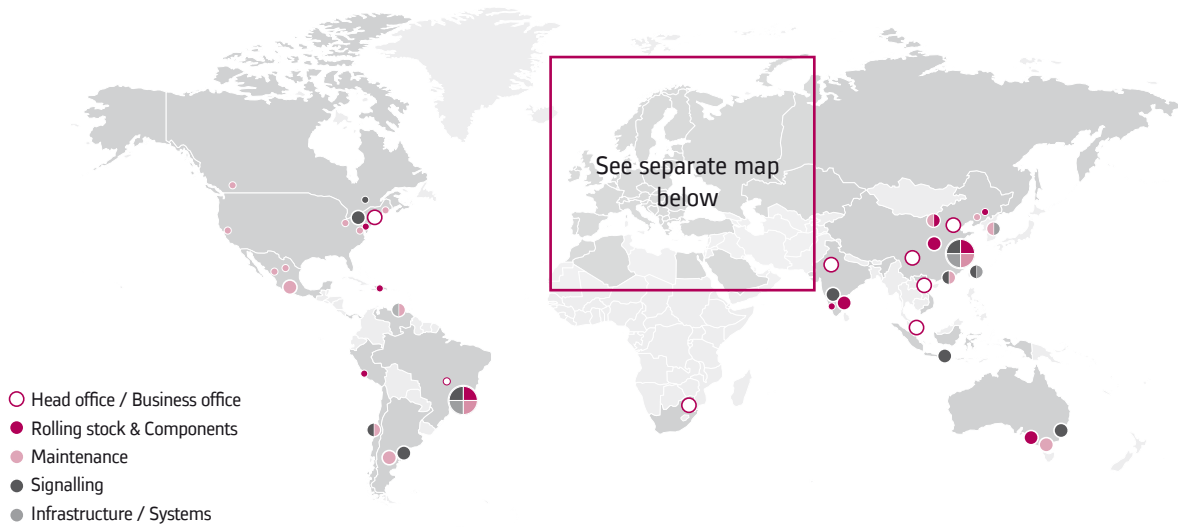 See separate map
below
Head office / Business office
Rolling stock & Components
Maintenance
Signalling
Infrastructure / Systems